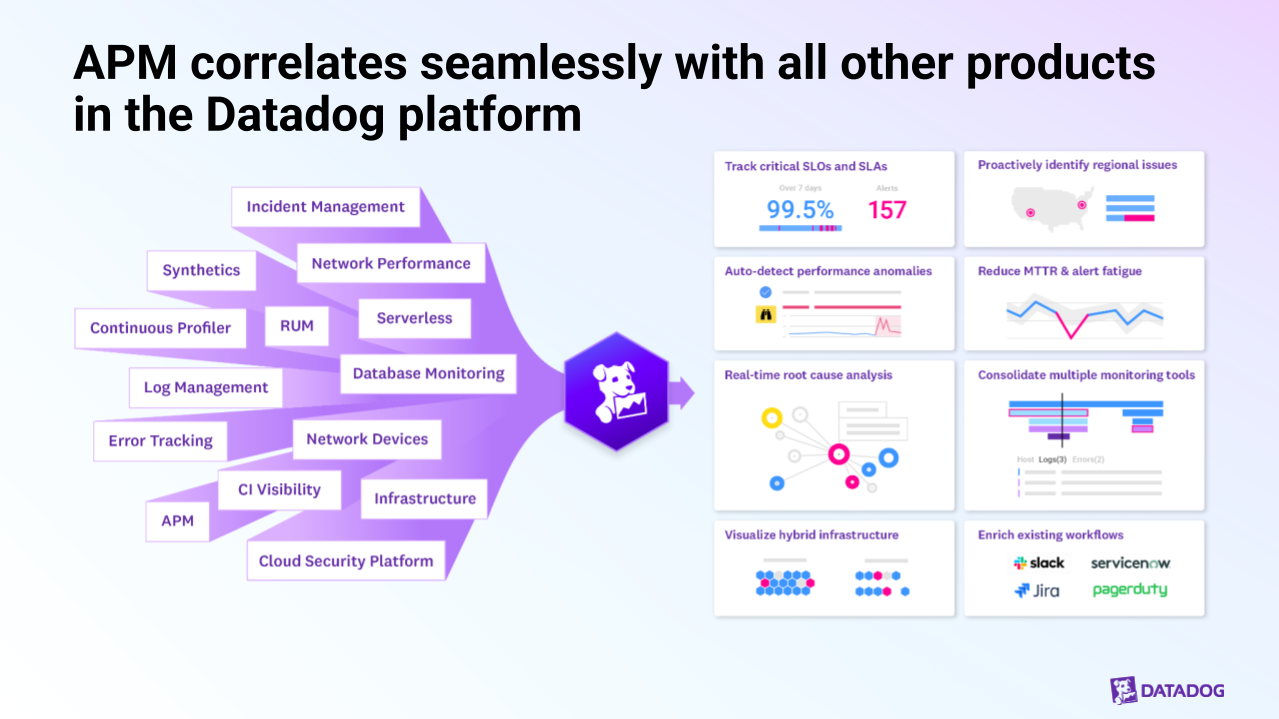 APM correlates seamlessly with all other products
in the Datadog platform
Incident Management
Network Performance
Synthetics
Serverless
Continuous Profiler
RUM
Database Monitoring
Log Management
Error Tracking
Network Devices
CI Visibility
Infrastructure
APM
Cloud Security Platform
Track critical SLOs and SLAs
Over 7 days
Alerts
99.5%
157
Proactively identify regional issues
Auto-detect performance anomalies
Reduce MTTR & alert fatigue
Real-time root cause analysis
Consolidate multiple monitoring tools
Host Logs(3) Errors(2)
Visualize hybrid infrastructure
Enrich existing workflows
slack
servicenow
Jira
pagerduty
DATADOG